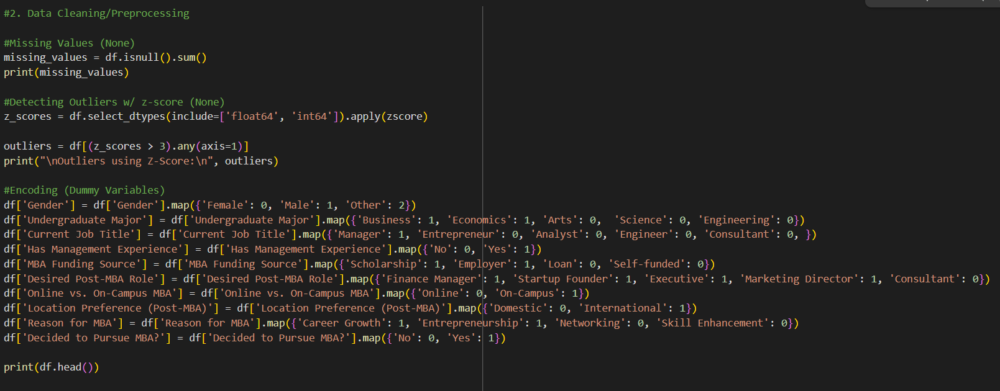 #2. Data Cleaning/Preprocessing
#Missing Values (None)
missing_values = df.isnull().sum()
print(missing_values)
#Detecting Outliers w/ z-score (None)
z_scores = df.select_dtypes(include=['float64', 'int64']).apply(zscore)
outliers = df[(z_scores > 3).any(axis=1)]
print("\nOutliers using Z-Score:\n", outliers)
#Encoding (Dummy Variables)
df['Gender'] = df['Gender'].map({'Female': 0, 'Male': 1, 'Other': 2})
df['Undergraduate Major'] = df['Undergraduate Major'].map({'Business': 1, 'Economics': 1, 'Arts': 0,  'Science': 0, 'Engineering': 0})
df['Current Job Title'] = df['Current Job Title'].map({'Manager': 1, 'Entrepreneur': 0, 'Analyst': 0, 'Engineer': 0, 'Consultant': 0, })
df['Has Management Experience'] = df['Has Management Experience'].map({'No': 0, 'Yes': 1})
df['MBA Funding Source'] = df['MBA Funding Source'].map({'Scholarship': 1, 'Employer': 1, 'Loan': 0, 'Self-funded': 0})
df['Desired Post-MBA Role'] = df['Desired Post-MBA Role'].map({'Finance Manager': 1, 'Startup Founder': 1, 'Executive': 1, 'Marketing Director': 1, 'Consultant': 0})
df['Online vs. On-Campus MBA'] = df['Online vs. On-Campus MBA'].map({'Online': 0, 'On-Campus': 1})
df['Location Preference (Post-MBA)'] = df['Location Preference (Post-MBA)'].map({'Domestic': 0, 'International': 1})
df['Reason for MBA'] = df['Reason for MBA'].map({'Career Growth': 1, 'Entrepreneurship': 1, 'Networking': 0, 'Skill Enhancement': 0})
df['Decided to Pursue MBA?'] = df['Decided to Pursue MBA?'].map({'No': 0, 'Yes': 1})
print(df.head())